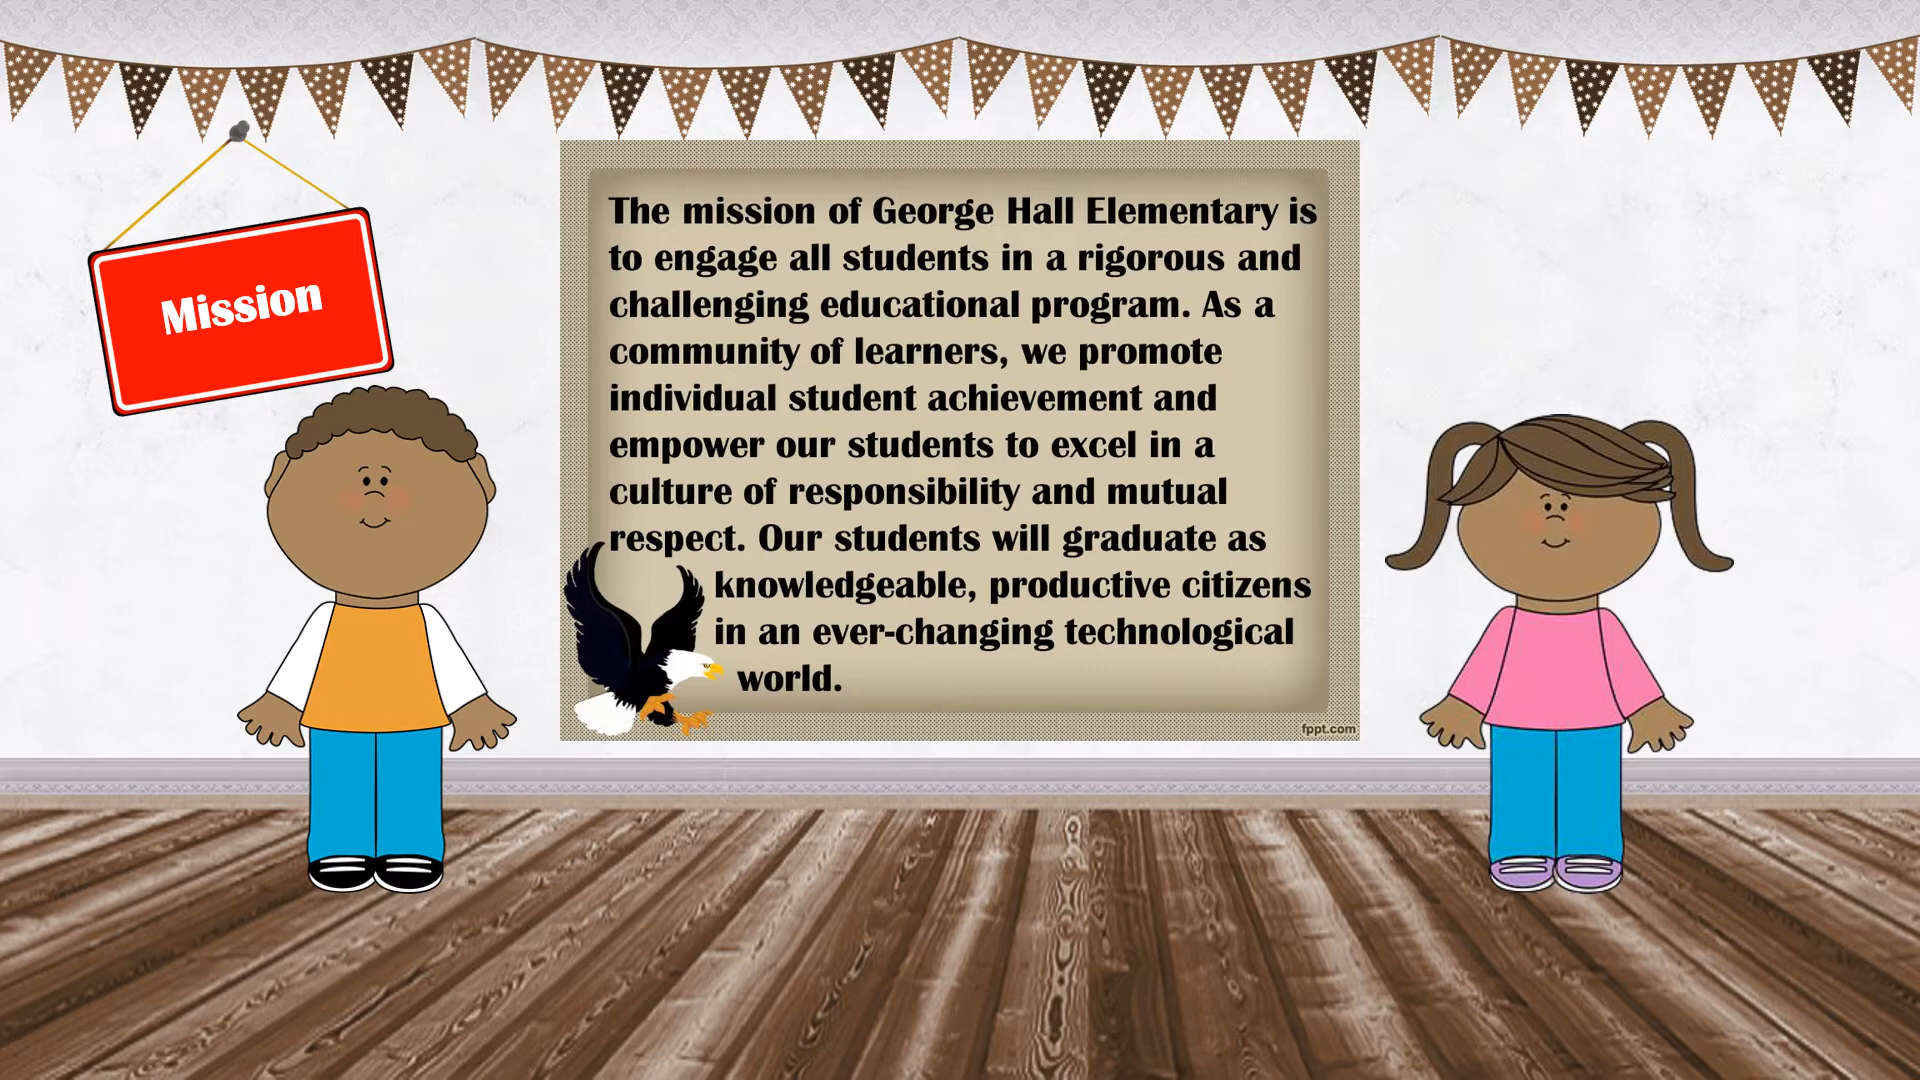 Mission
The mission of George Hall Elementary is
to engage all students in a rigorous and
challenging educational program. As a
community of learners, we promote
individual student achievement and
empower our students to excel in a
culture of responsibility and mutual
respect. Our students will graduate as
knowledgeable, productive citizens
in an ever-changing technological
world.
fppt.com